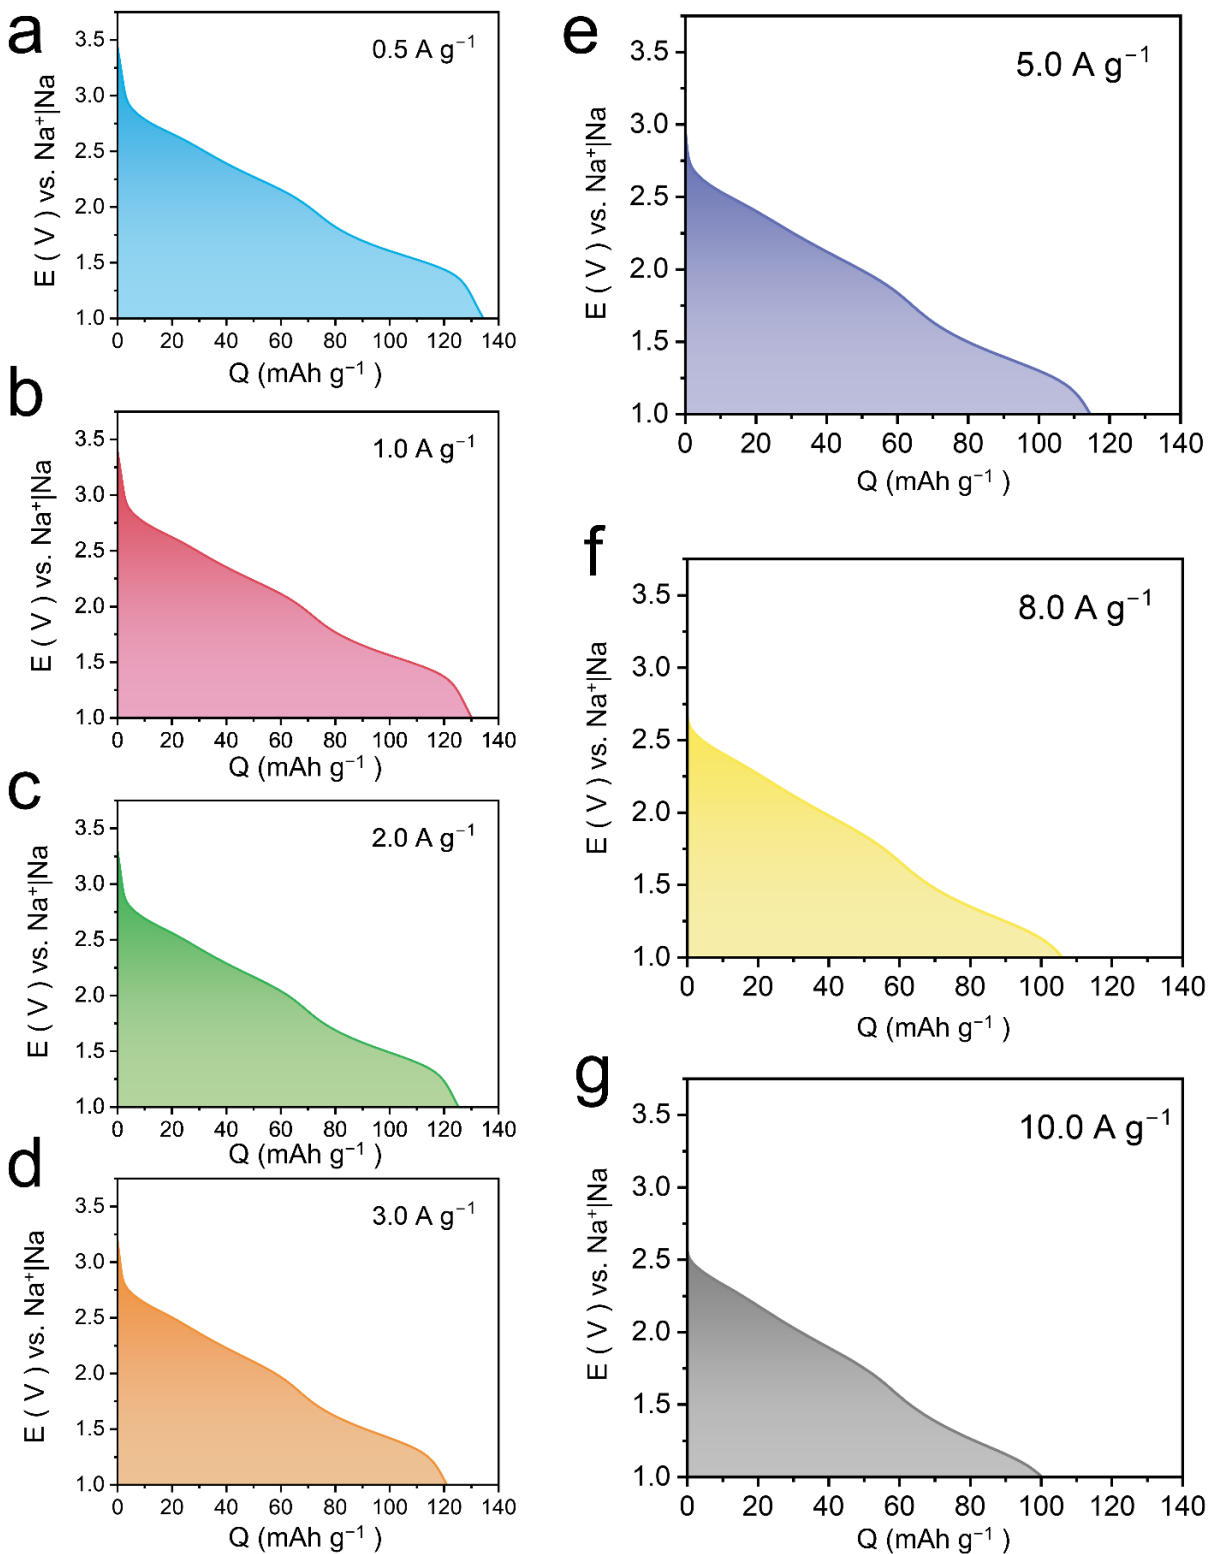 a
0.5 A g⁻¹
3.5
3.0
2.5
2.0
1.5
1.0
E ( V ) vs. Na⁺|Na
0 20 40 60 80 100 120 140
Q (mAh g⁻¹ )
b
1.0 A g⁻¹
3.5
3.0
2.5
2.0
1.5
1.0
E ( V ) vs. Na⁺|Na
0 20 40 60 80 100 120 140
Q (mAh g⁻¹ )
c
2.0 A g⁻¹
3.5
3.0
2.5
2.0
1.5
1.0
E ( V ) vs. Na⁺|Na
0 20 40 60 80 100 120 140
Q (mAh g⁻¹ )
d
3.0 A g⁻¹
3.5
3.0
2.5
2.0
1.5
1.0
E ( V ) vs. Na⁺|Na
0 20 40 60 80 100 120 140
Q (mAh g⁻¹ )
e
5.0 A g⁻¹
3.5
3.0
2.5
2.0
1.5
1.0
E ( V ) vs. Na⁺|Na
0 20 40 60 80 100 120 140
Q (mAh g⁻¹ )
f
8.0 A g⁻¹
3.5
3.0
2.5
2.0
1.5
1.0
E ( V ) vs. Na⁺|Na
0 20 40 60 80 100 120 140
Q (mAh g⁻¹ )
g
10.0 A g⁻¹
3.5
3.0
2.5
2.0
1.5
1.0
E ( V ) vs. Na⁺|Na
0 20 40 60 80 100 120 140
Q (mAh g⁻¹ )